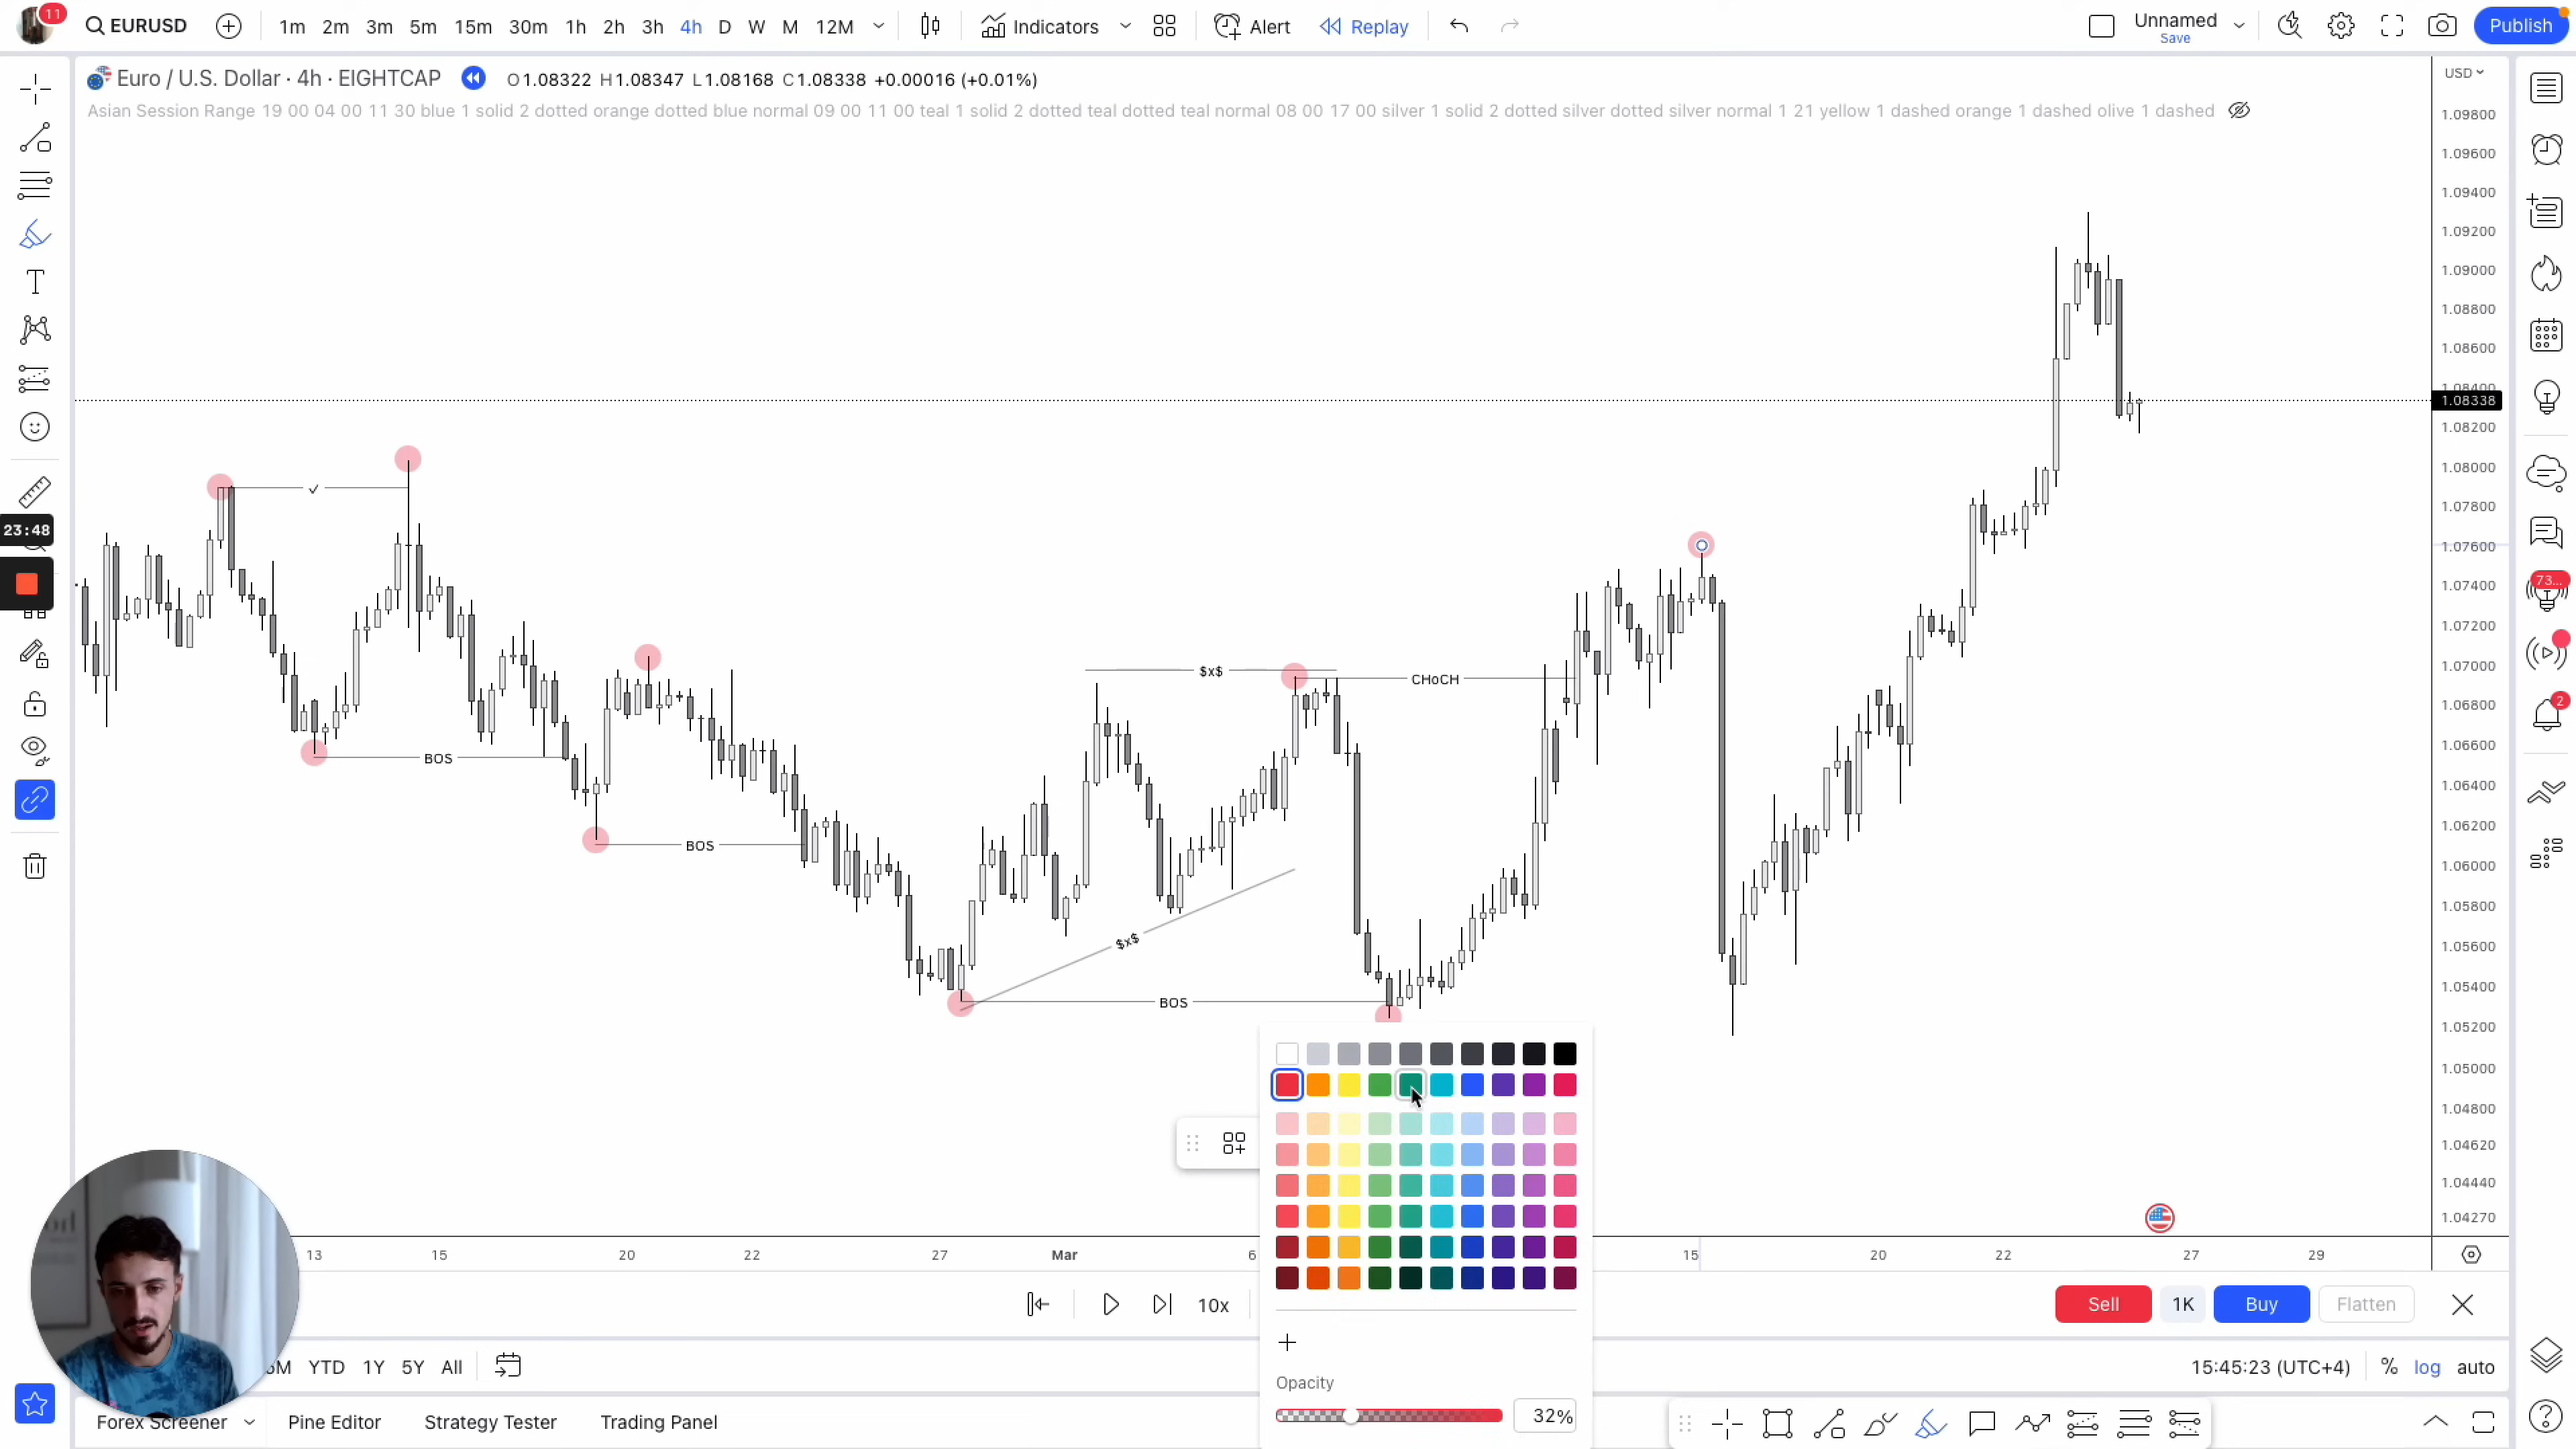 11
EURUSD
1m 2m 3m 5m 15m 30m 1h 2h 3h 4h D W M 12M
Indicators
Alert
Replay
Unnamed
Save
Publish
Euro / U.S. Dollar · 4h · EIGHTCAP
O1.08322 H1.08347 L1.08168 C1.08338 +0.00016 (+0.01%)
USD
Asian Session Range 19 00 04 00 11 30 blue 1 solid 2 dotted orange dotted blue normal 09 00 11 00 teal 1 solid 2 dotted teal dotted teal normal 08 00 17 00 silver 1 solid 2 dotted silver dotted silver normal 1 21 yellow 1 dashed orange 1 dashed olive 1 dashed
1.09800
1.09600
1.09400
1.09200
1.09000
1.08800
1.08600
1.08400
1.08338
1.08200
1.08000
1.07800
1.07600
1.07400
1.07200
1.07000
1.06800
1.06600
1.06400
1.06200
1.06000
1.05800
1.05600
1.05400
1.05200
1.05000
1.04800
1.04620
1.04440
1.04270
✓
23:48
73...
2
$x$
CHoCH
BOS
BOS
$x$
BOS
13 15 20 22 27 Mar 6 15 20 22 27 29
10x
Sell
1K
Buy
Flatten
YTD 1Y 5Y All
15:45:23 (UTC+4)
% log auto
Opacity
32%
Forex Screener
Pine Editor
Strategy Tester
Trading Panel